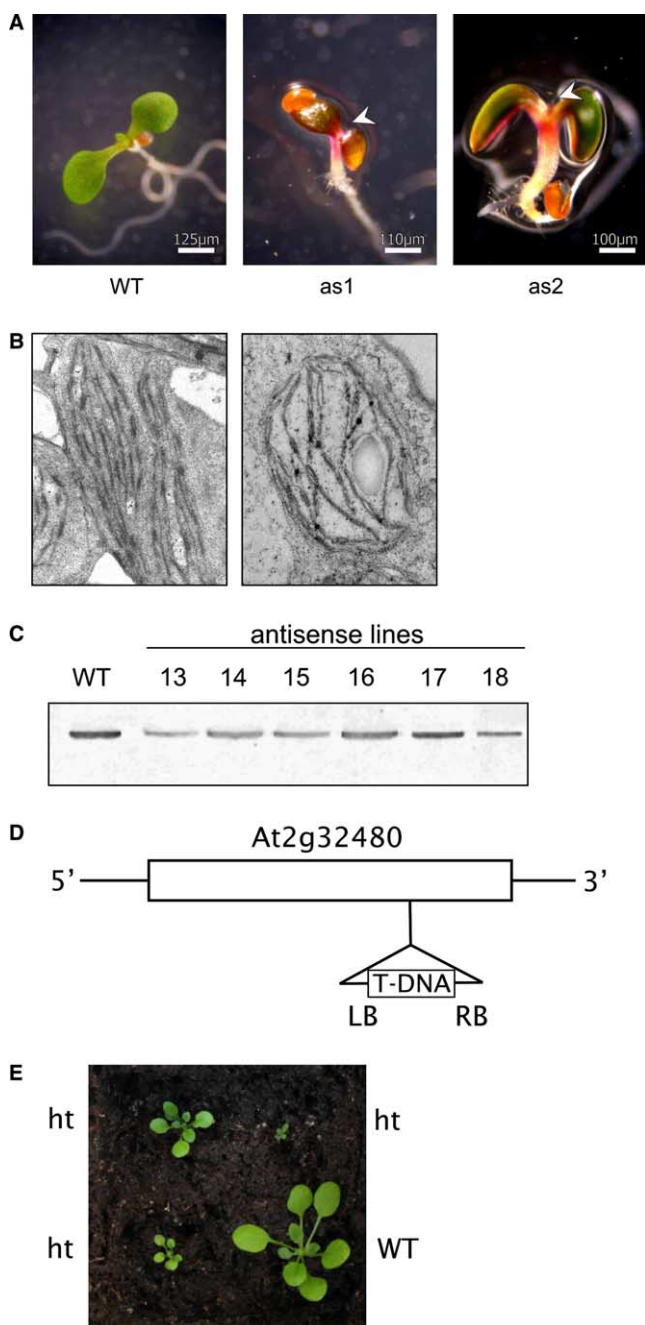 A
125µm
110µm
100µm
WT
as1
as2
B
C
antisense lines
WT
13
14
15
16
17
18
D
At2g32480
5’
3’
T-DNA
LB
RB
E
ht
ht
ht
WT